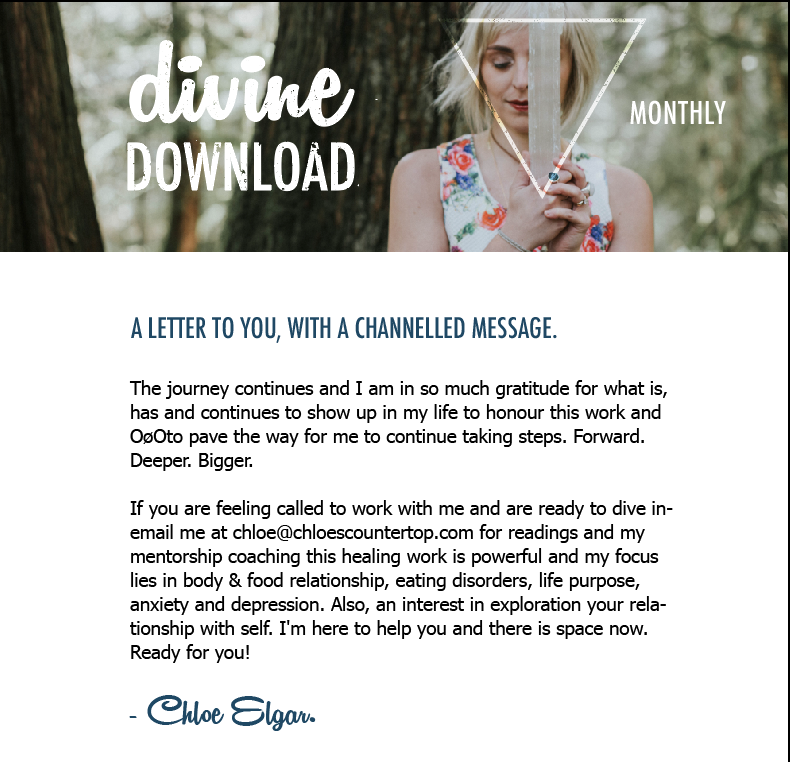 divine
DOWNLOAD
MONTHLY
A LETTER TO YOU, WITH A CHANNELLED MESSAGE.
The journey continues and I am in so much gratitude for what is,
has and continues to show up in my life to honour this work and
OøOto pave the way for me to continue taking steps. Forward.
Deeper. Bigger.
If you are feeling called to work with me and are ready to dive in-
email me at chloe@chloescountertop.com for readings and my
mentorship coaching this healing work is powerful and my focus
lies in body & food relationship, eating disorders, life purpose,
anxiety and depression. Also, an interest in exploration your rela-
tionship with self. I'm here to help you and there is space now.
Ready for you!
- Chloe Elgar.